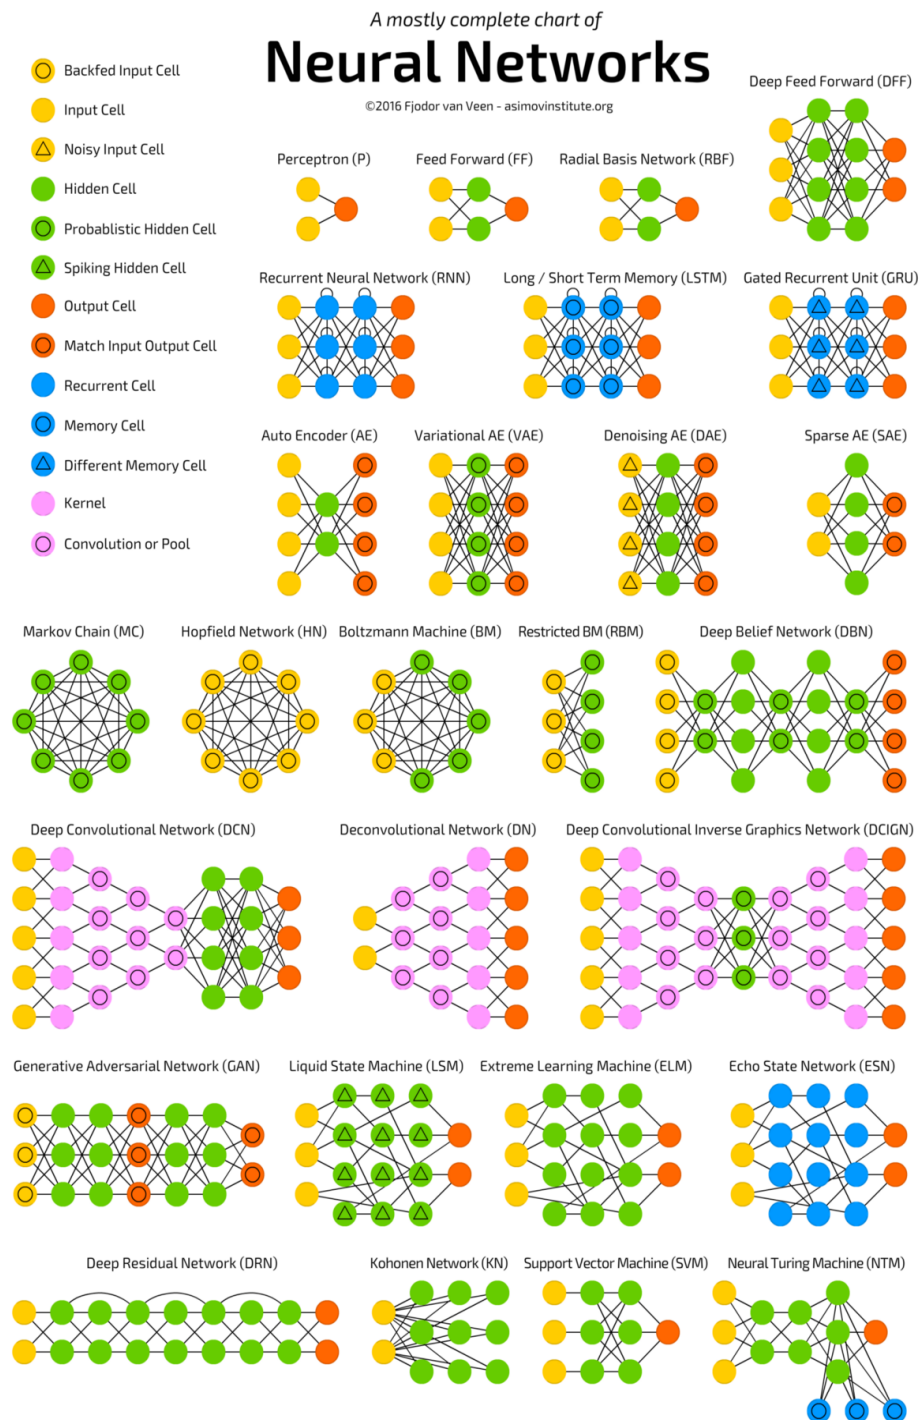 A mostly complete chart of
Neural Networks
©2016 Fjodor van Veen - asimovinstitute.org
Backfed Input Cell
Input Cell
Noisy Input Cell
Hidden Cell
Probablistic Hidden Cell
Spiking Hidden Cell
Output Cell
Match Input Output Cell
Recurrent Cell
Memory Cell
Different Memory Cell
Kernel
Convolution or Pool
Deep Feed Forward (DFF)
Perceptron (P)
Feed Forward (FF)
Radial Basis Network (RBF)
Recurrent Neural Network (RNN)
Long / Short Term Memory (LSTM)
Gated Recurrent Unit (GRU)
Auto Encoder (AE)
Variational AE (VAE)
Denoising AE (DAE)
Sparse AE (SAE)
Markov Chain (MC)
Hopfield Network (HN)
Boltzmann Machine (BM)
Restricted BM (RBM)
Deep Belief Network (DBN)
Deep Convolutional Network (DCN)
Deconvolutional Network (DN)
Deep Convolutional Inverse Graphics Network (DCIGN)
Generative Adversarial Network (GAN)
Liquid State Machine (LSM)
Extreme Learning Machine (ELM)
Echo State Network (ESN)
Deep Residual Network (DRN)
Kohonen Network (KN)
Support Vector Machine (SVM)
Neural Turing Machine (NTM)